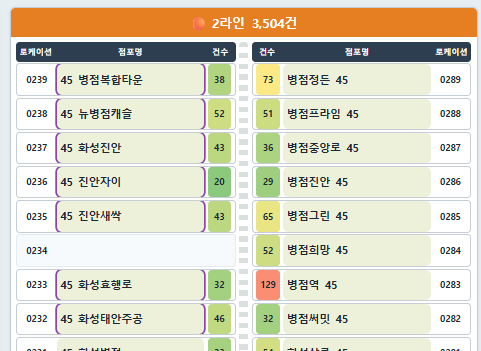 2라인 3,504건
로케이션 점포명 건수 건수 점포명 로케이션
0239 45 병점복합타운 38 73 병점정든 45 0289
0238 45 뉴병점캐슬 52 51 병점프라임 45 0288
0237 45 화성진안 43 36 병점중앙로 45 0287
0236 45 진안자이 20 29 병점진안 45 0286
0235 45 진안새싹 43 65 병점그린 45 0285
0234 52 병점희망 45 0284
0233 45 화성효행로 32 129 병점역 45 0283
0232 45 화성태안주공 46 32 병점써밋 45 0282